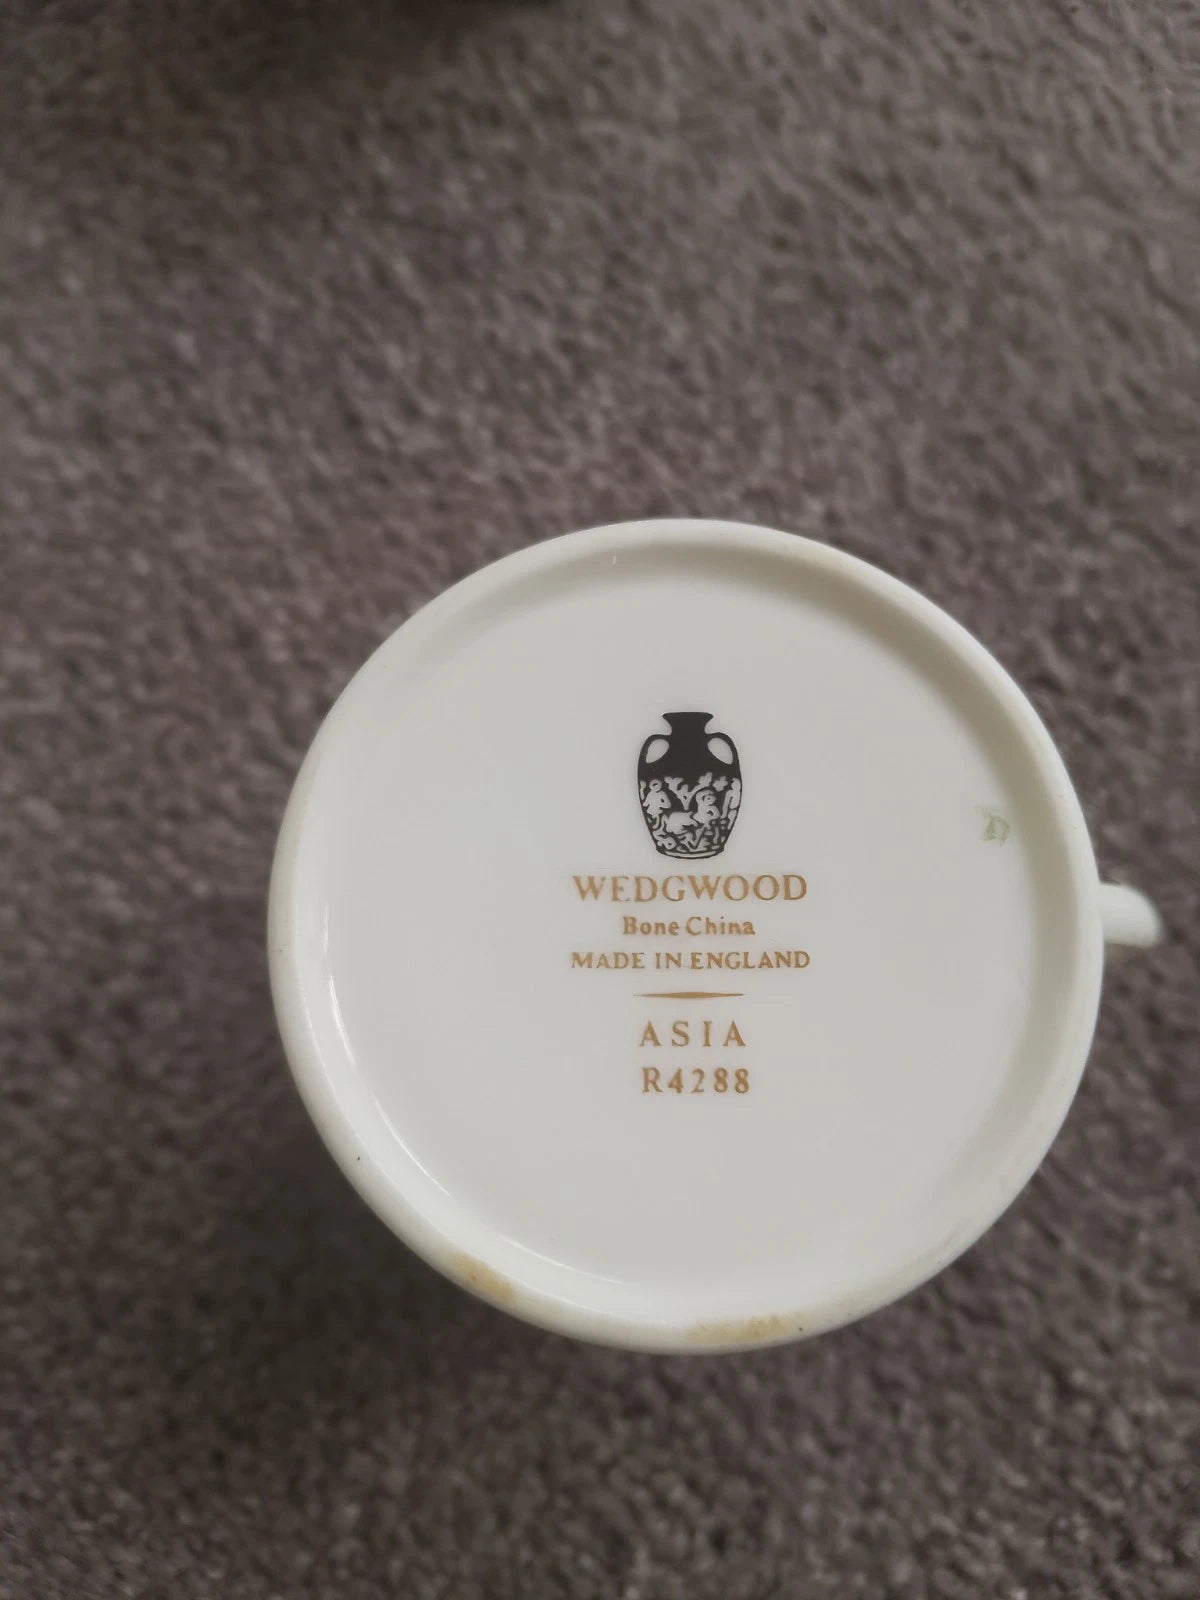 WEDGWOOD
Bone China
MADE IN ENGLAND
ASIA
R4288